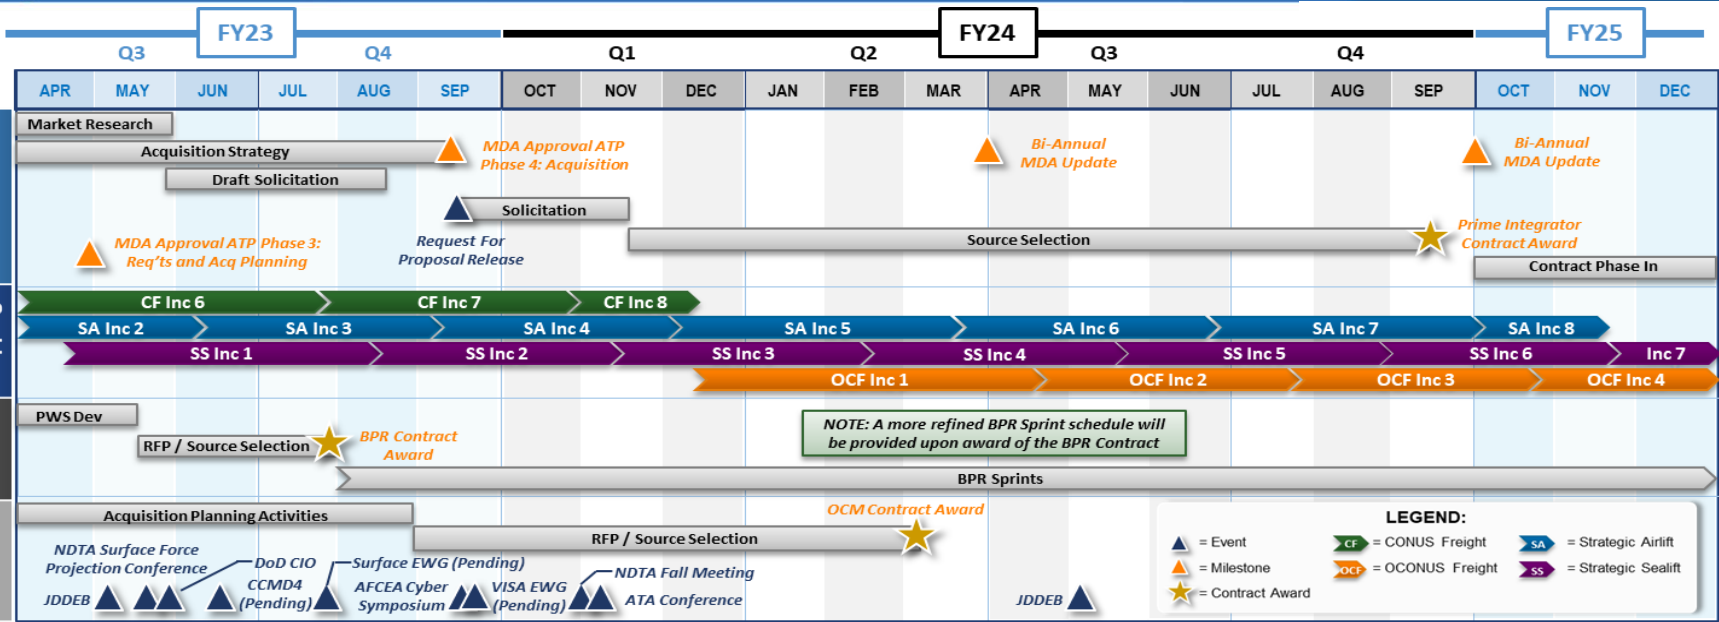 FY23
FY24
FY25
Q3
Q4
Q1
Q2
Q3
Q4
APR MAY JUN JUL AUG SEP OCT NOV DEC JAN FEB MAR APR MAY JUN JUL AUG SEP OCT NOV DEC
Market Research
Acquisition Strategy
MDA Approval ATP
Phase 4: Acquisition
Bi-Annual
MDA Update
Bi-Annual
MDA Update
Draft Solicitation
Solicitation
Request For
Proposal Release
MDA Approval ATP Phase 3:
Req'ts and Acq Planning
Source Selection
Prime Integrator
Contract Award
Contract Phase In
CF Inc 6
CF Inc 7
CF Inc 8
SA Inc 2
SA Inc 3
SA Inc 4
SA Inc 5
SA Inc 6
SA Inc 7
SA Inc 8
SS Inc 1
SS Inc 2
SS Inc 3
SS Inc 4
SS Inc 5
SS Inc 6
Inc 7
OCF Inc 1
OCF Inc 2
OCF Inc 3
OCF Inc 4
PWS Dev
RFP / Source Selection
BPR Contract
Award
NOTE: A more refined BPR Sprint schedule will
be provided upon award of the BPR Contract
BPR Sprints
Acquisition Planning Activities
RFP / Source Selection
OCM Contract Award
NDTA Surface Force
Projection Conference
JDDEB
DoD CIO
CCMD4
(Pending)
Surface EWG (Pending)
AFCEA Cyber
Symposium
VISA EWG
(Pending)
NDTA Fall Meeting
ATA Conference
JDDEB
LEGEND:
= Event
= Milestone
= Contract Award
CF = CONUS Freight
OCF = OCONUS Freight
SA = Strategic Airlift
SS = Strategic Sealift